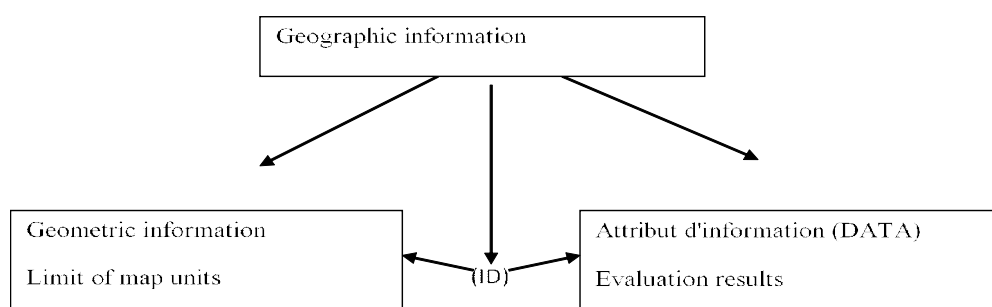 Geographic information
Geometric information
Limit of map units
(ID)
Attribut d'information (DATA)
Evaluation results